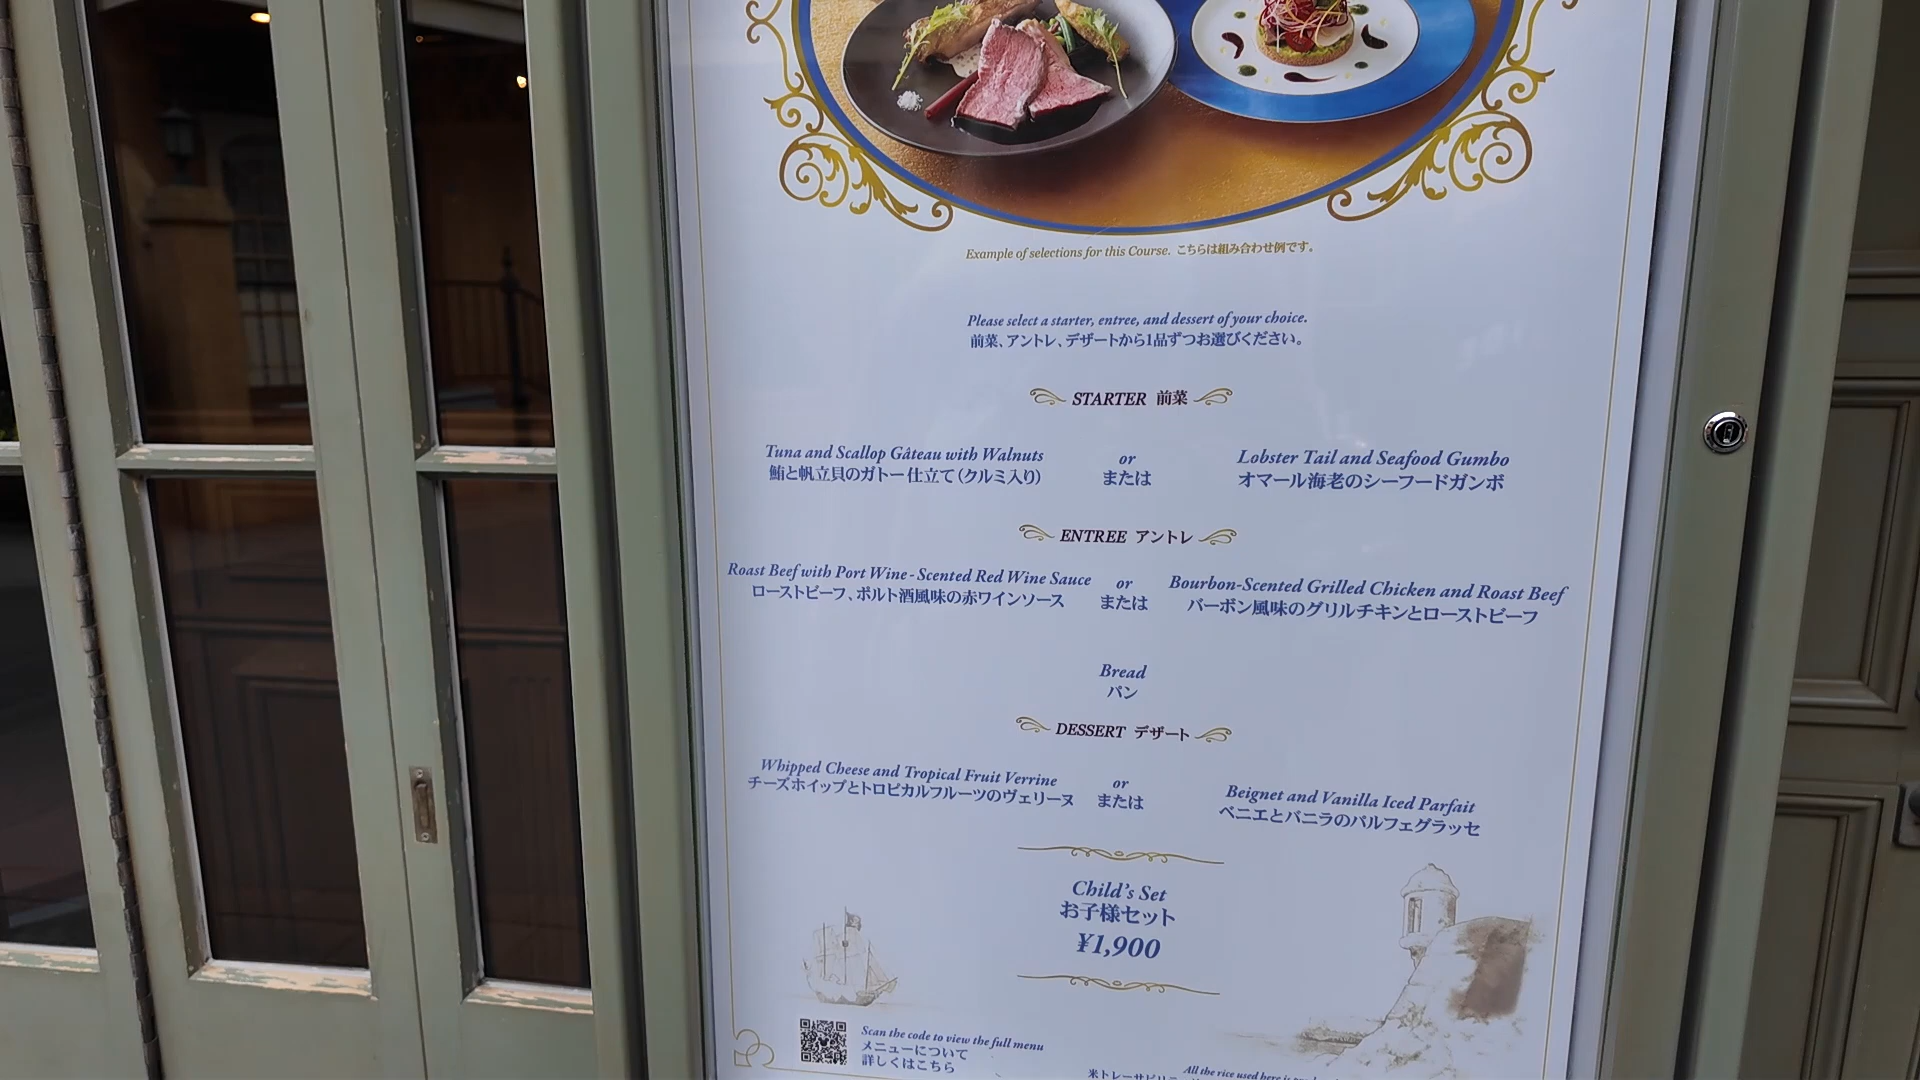 Example of selections for this Course. こちらは組み合わせ例です。
Please select a starter, entree, and dessert of your choice.
前菜、アントレ、デザートから1品ずつお選びください。
STARTER 前菜
Tuna and Scallop Gâteau with Walnuts
鮪と帆立貝のガトー仕立て(クルミ入り)
or
または
Lobster Tail and Seafood Gumbo
オマール海老のシーフードガンボ
ENTREE アントレ
Roast Beef with Port Wine-Scented Red Wine Sauce
ローストビーフ、ポルト酒風味の赤ワインソース
or
または
Bourbon-Scented Grilled Chicken and Roast Beef
バーボン風味のグリルチキンとローストビーフ
Bread
パン
DESSERT デザート
Whipped Cheese and Tropical Fruit Verrine
チーズホイップとトロピカルフルーツのヴェリーヌ
or
または
Beignet and Vanilla Iced Parfait
ベニエとバニラのパルフェグラッセ
Child's Set
お子様セット
¥1,900
Scan the code to view the full menu
メニューについて
詳しくはこちら
All the rice used here is
米トレーサビリティ